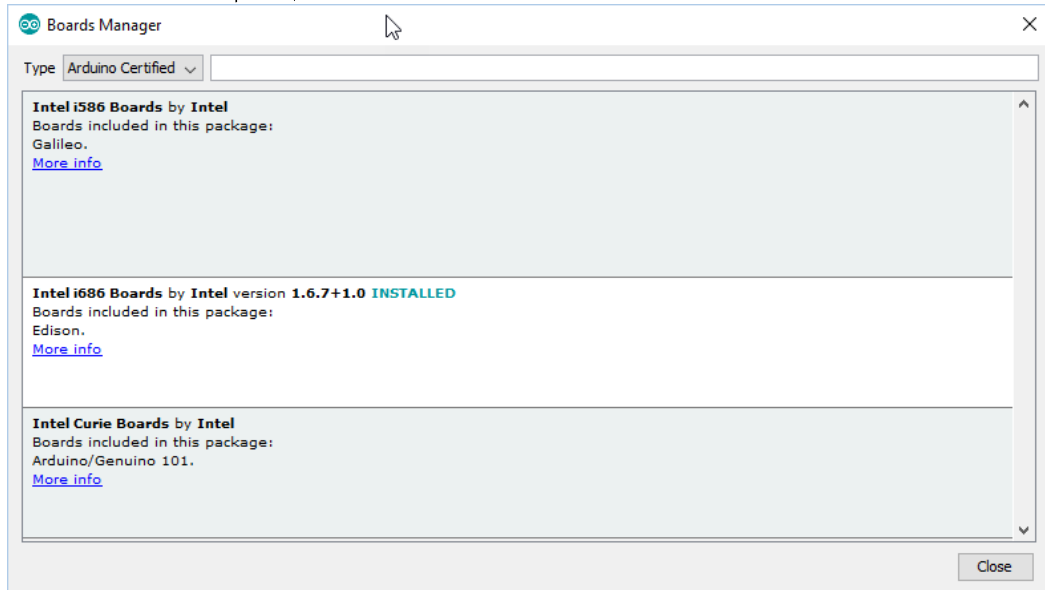 Boards Manager
Type Arduino Certified
Intel i586 Boards by Intel
Boards included in this package:
Galileo.
More info
Intel i686 Boards by Intel version 1.6.7+1.0 INSTALLED
Boards included in this package:
Edison.
More info
Intel Curie Boards by Intel
Boards included in this package:
Arduino/Genuino 101.
More info
Close